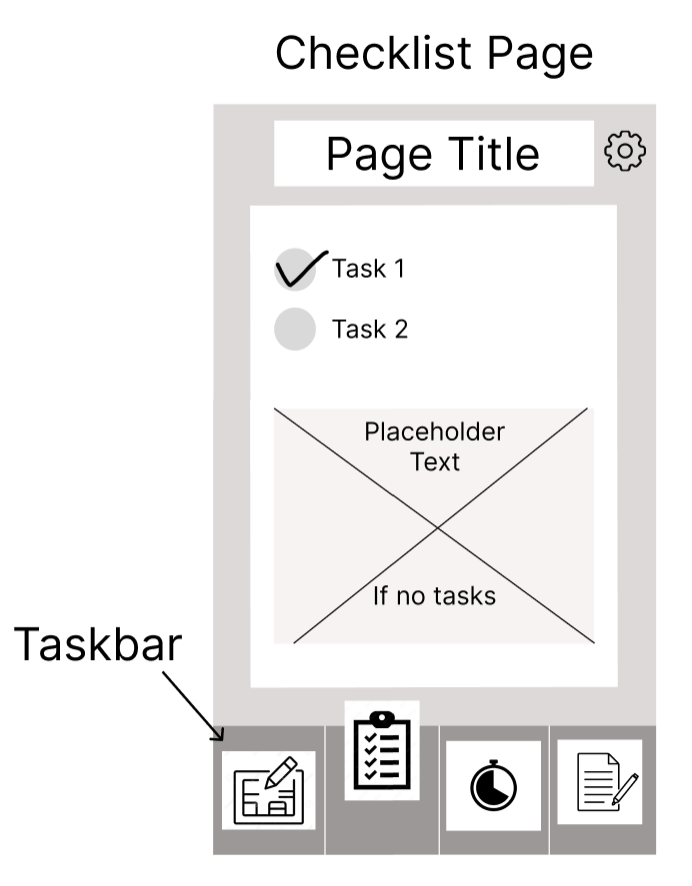 Checklist Page
Page Title
Task 1
Task 2
Placeholder
Text
If no tasks
Taskbar